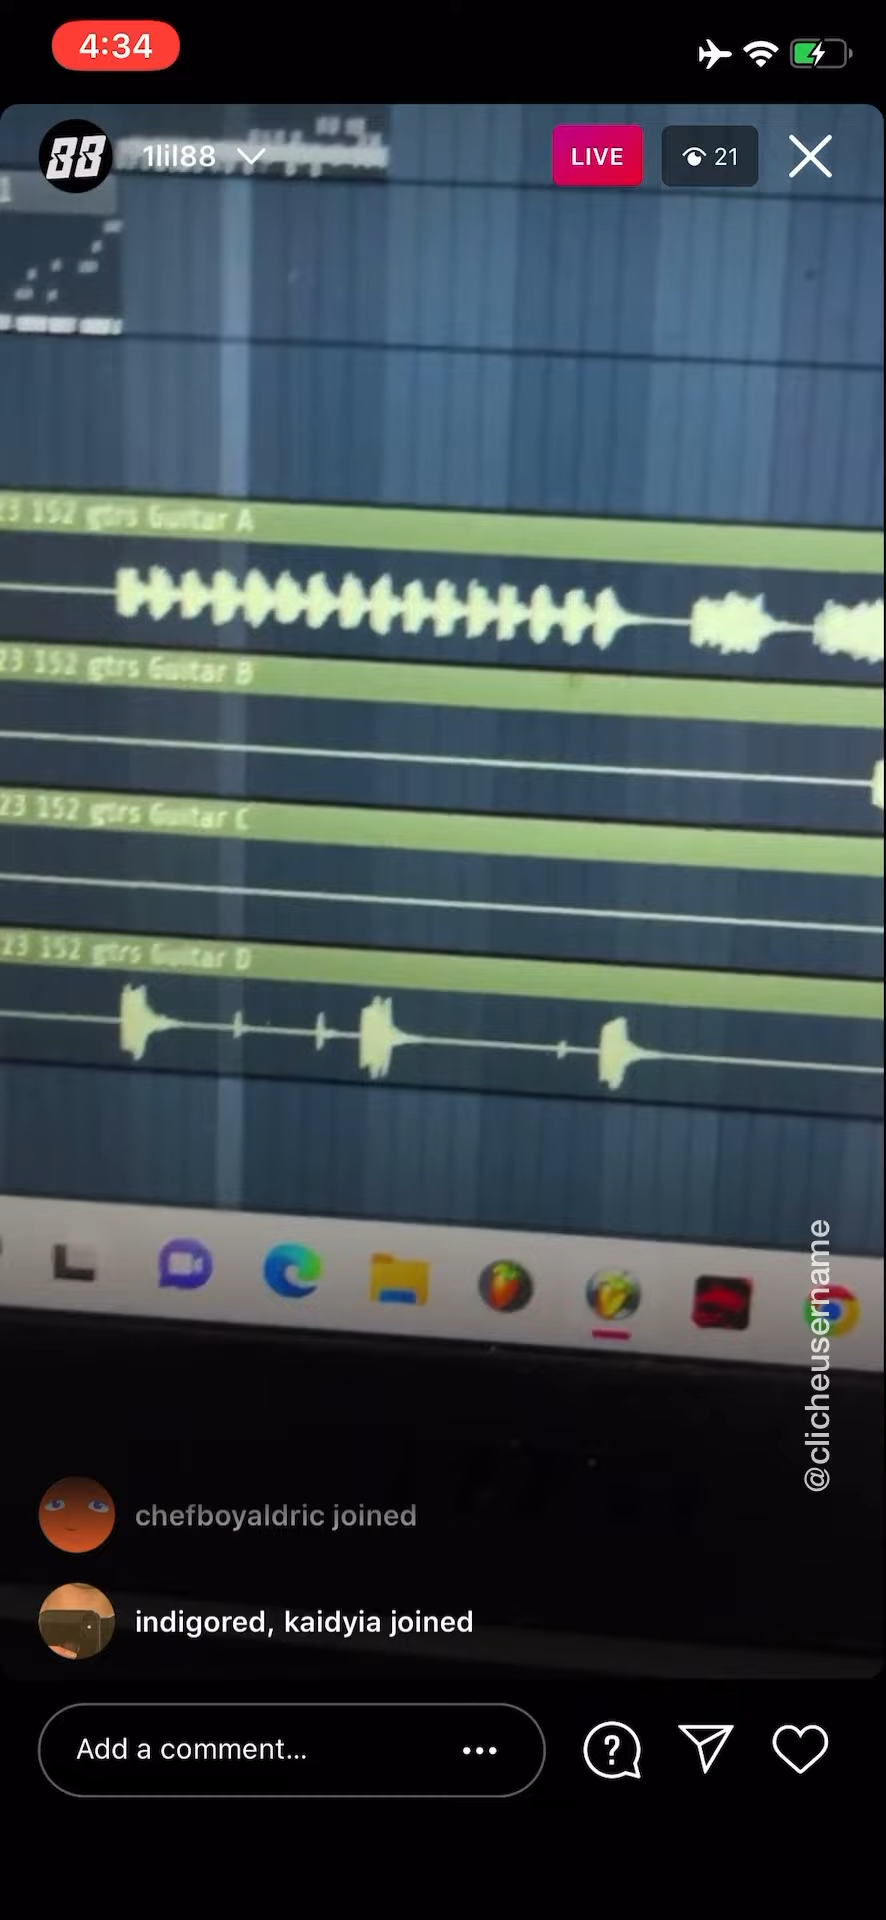 4:34
88 1lil88 LIVE 21
23 152 gtrs Guitar A
23 152 gtrs Guitar B
23 152 gtrs Guitar C
23 152 gtrs Guitar D
@clicheusername
chefboyaldric joined
indigored, kaidyia joined
Add a comment...